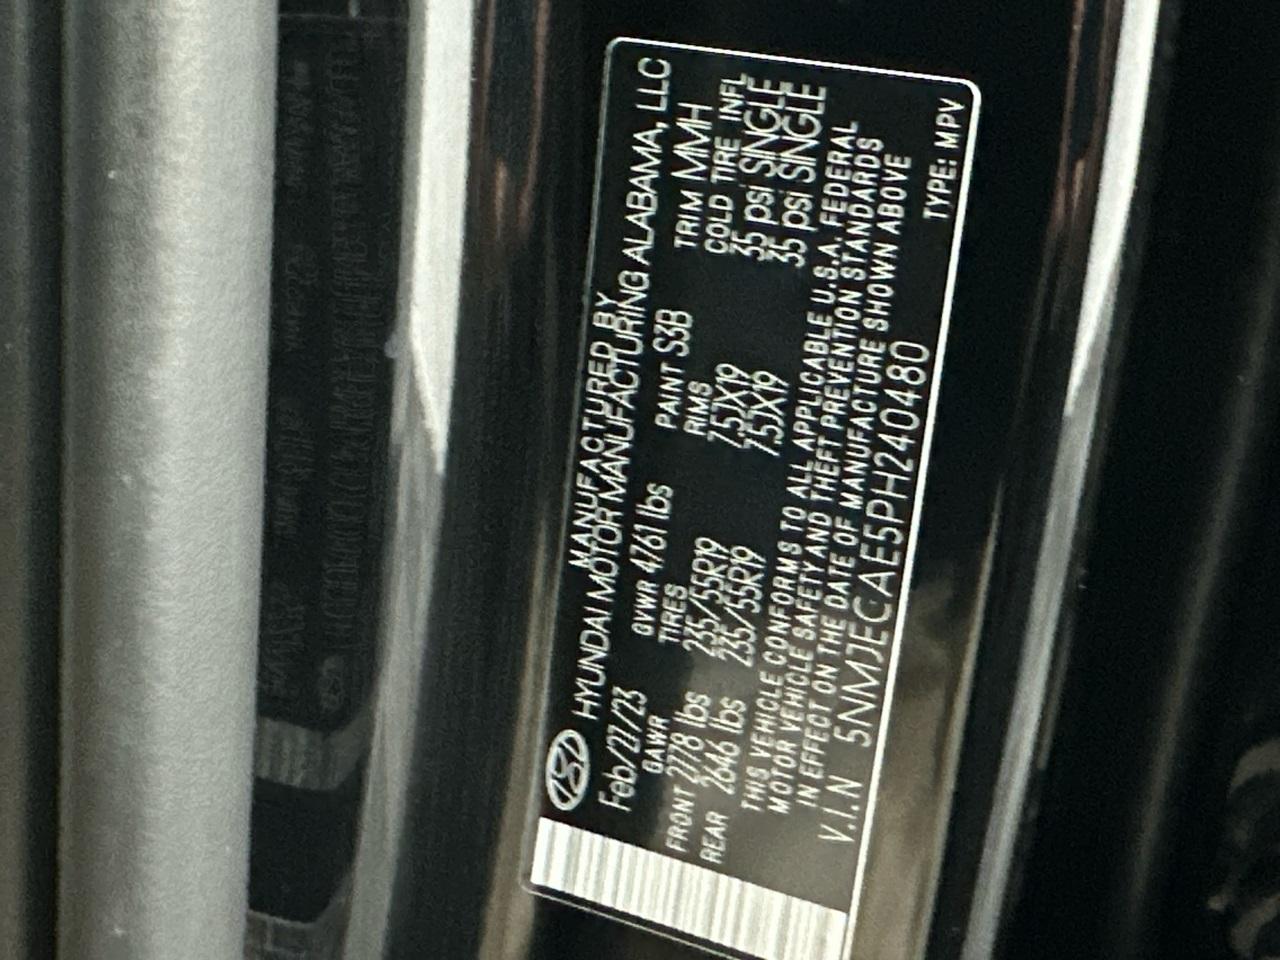 MANUFACTURED BY
HYUNDAI MOTOR MANUFACTURING ALABAMA, LLC
Feb/27/23 GVWR 4761 lbs PAINT S3B TRIM MMH
GAWR TIRES RMS COLD TIRE INFL
FRONT 2778 lbs 235/55R19 7.5JX19 35 psi SINGLE
REAR 2646 lbs 235/55R19 7.5JX19 35 psi SINGLE
THIS VEHICLE CONFORMS TO ALL APPLICABLE U.S.A. FEDERAL
MOTOR VEHICLE SAFETY AND THEFT PREVENTION STANDARDS
IN EFFECT ON THE DATE OF MANUFACTURE SHOWN ABOVE
V.I.N 5NMJECAE5PH240480 TYPE: MPV